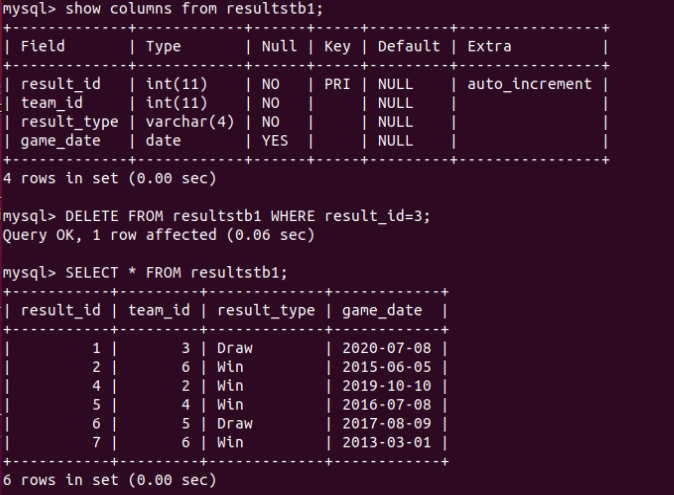 mysql> show columns from resultstb1;
+-------------+------------+------+-----+---------+----------------+
| Field       | Type       | Null | Key | Default | Extra          |
+-------------+------------+------+-----+---------+----------------+
| result_id   | int(11)    | NO   | PRI | NULL    | auto_increment |
| team_id     | int(11)    | NO   |     | NULL    |                |
| result_type | varchar(4) | NO   |     | NULL    |                |
| game_date   | date       | YES  |     | NULL    |                |
+-------------+------------+------+-----+---------+----------------+
4 rows in set (0.00 sec)
mysql> DELETE FROM resultstb1 WHERE result_id=3;
Query OK, 1 row affected (0.06 sec)
mysql> SELECT * FROM resultstb1;
+-----------+---------+-------------+------------+
| result_id | team_id | result_type | game_date  |
+-----------+---------+-------------+------------+
|         1 |       3 | Draw        | 2020-07-08 |
|         2 |       6 | Win         | 2015-06-05 |
|         4 |       2 | Win         | 2019-10-10 |
|         5 |       4 | Win         | 2016-07-08 |
|         6 |       5 | Draw        | 2017-08-09 |
|         7 |       6 | Win         | 2013-03-01 |
+-----------+---------+-------------+------------+
6 rows in set (0.00 sec)